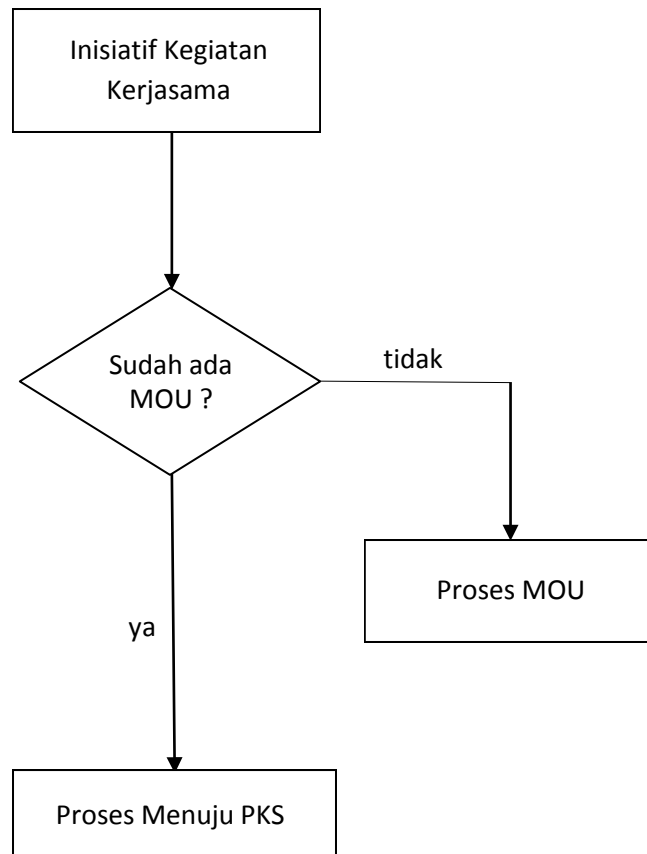 Inisiatif Kegiatan
Kerjasama
Sudah ada
MOU ?
tidak
Proses MOU
ya
Proses Menuju PKS